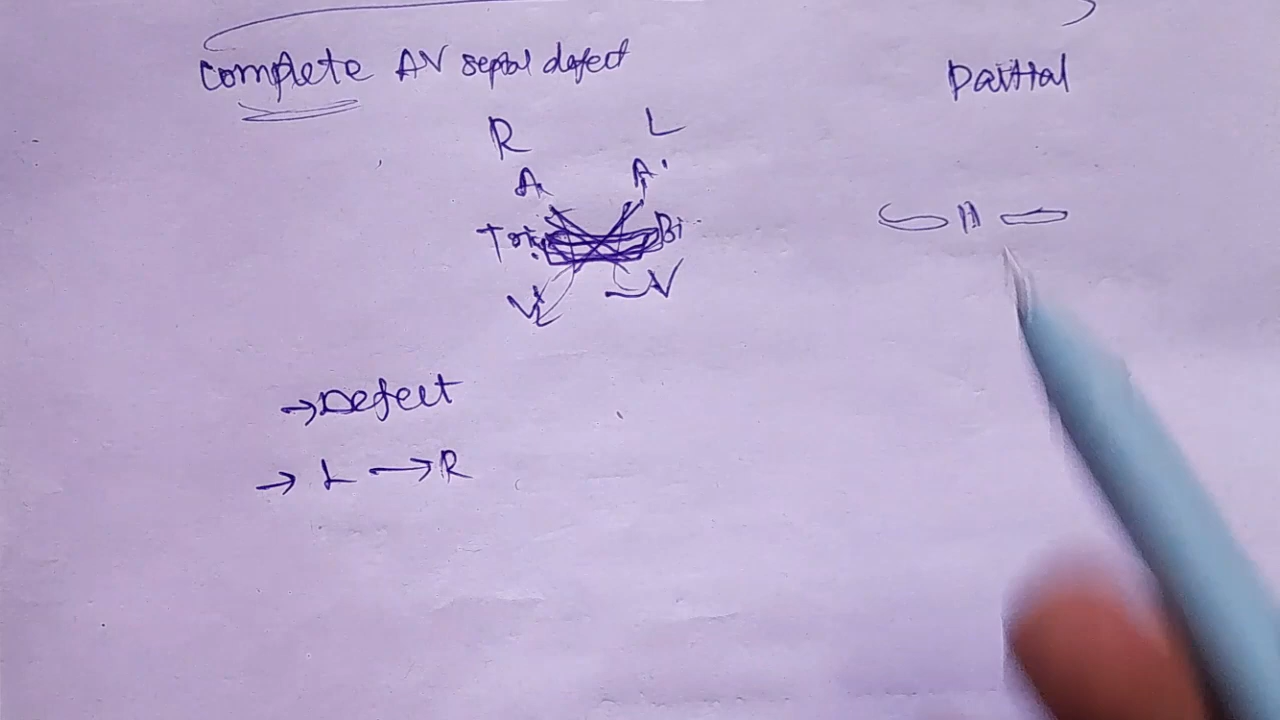 complete AV septal defect
Partial
R L
A A
Tri Bi
V V
→Defect
→ L → R